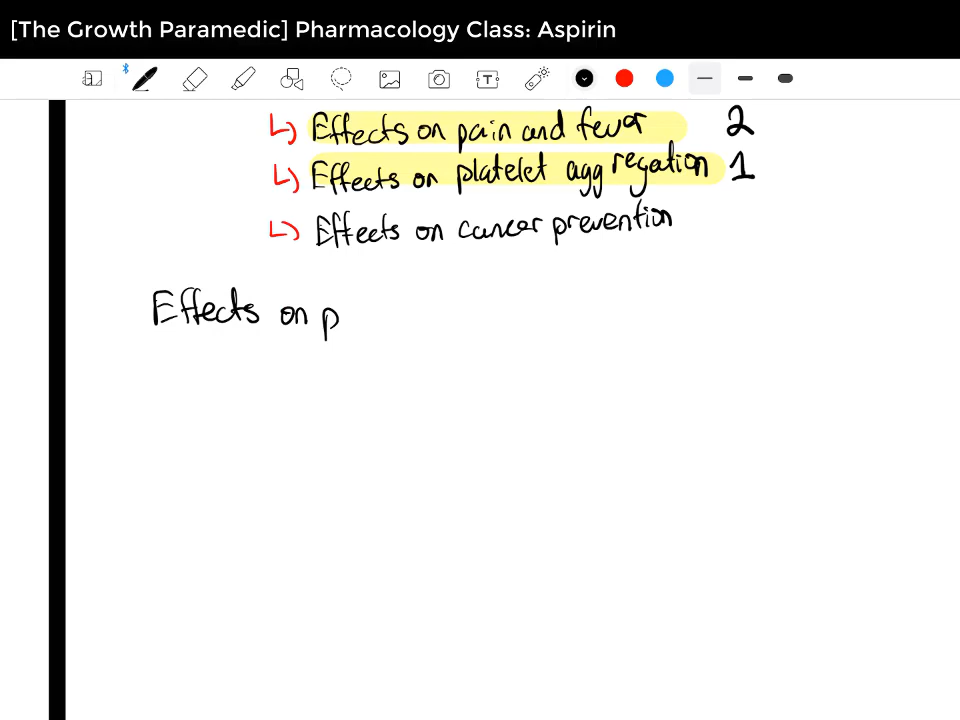 [The Growth Paramedic] Pharmacology Class: Aspirin
↳ Effects on pain and fever 2
↳ Effects on platelet aggregation 1
↳ Effects on cancer prevention
Effects on p